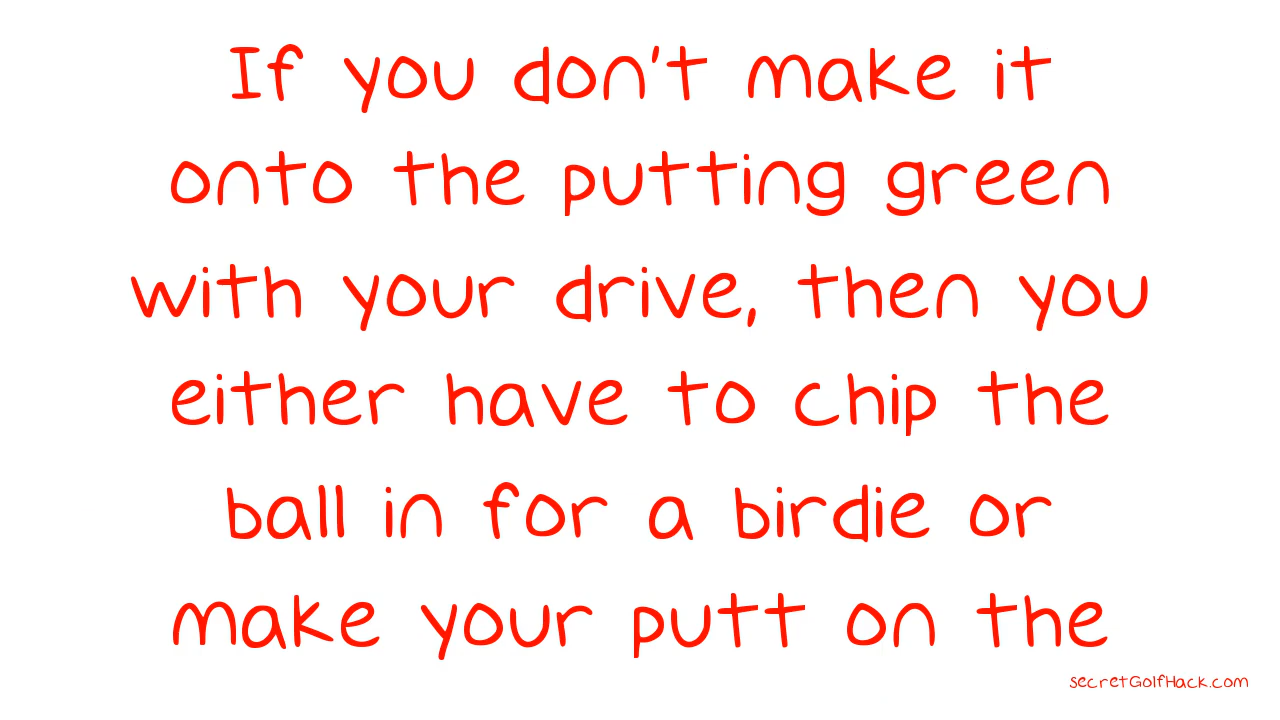 If you don't make it
onto the putting green
with your drive, then you
either have to chip the
ball in for a birdie or
make your putt on the
secretGolfHack.com